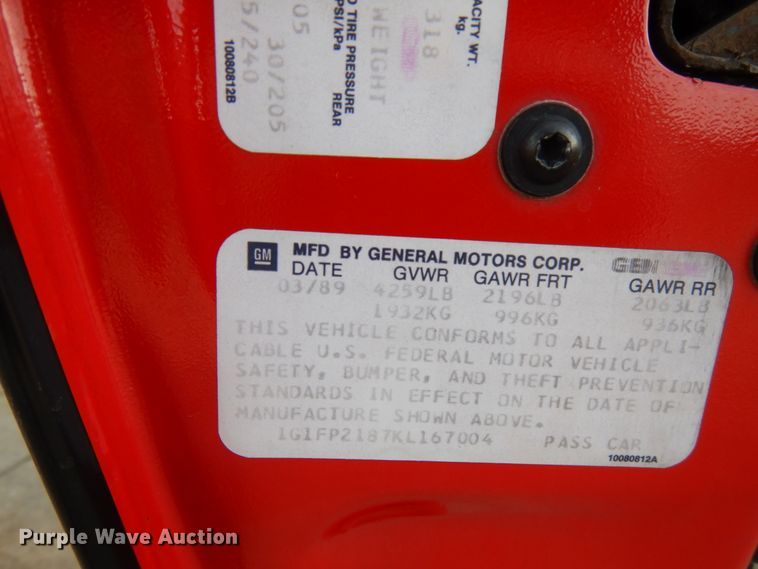 PACITY WT.
kg.
318
D TIRE PRESSURE
PSI/kPa
REAR
WEIGHT
05
30/205
5/240
10080812B
GM MFD BY GENERAL MOTORS CORP.
DATE GVWR GAWR FRT GAWR RR
03/89 4259LB 2196LB 2063LB
1932KG 996KG 936KG
THIS VEHICLE CONFORMS TO ALL APPLI-
CABLE U.S. FEDERAL MOTOR VEHICLE
SAFETY, BUMPER, AND THEFT PREVENTION
STANDARDS IN EFFECT ON THE DATE OF
MANUFACTURE SHOWN ABOVE.
1G1FP2187KL167004 PASS CAR
10080812A
Purple Wave Auction
purplewave.com